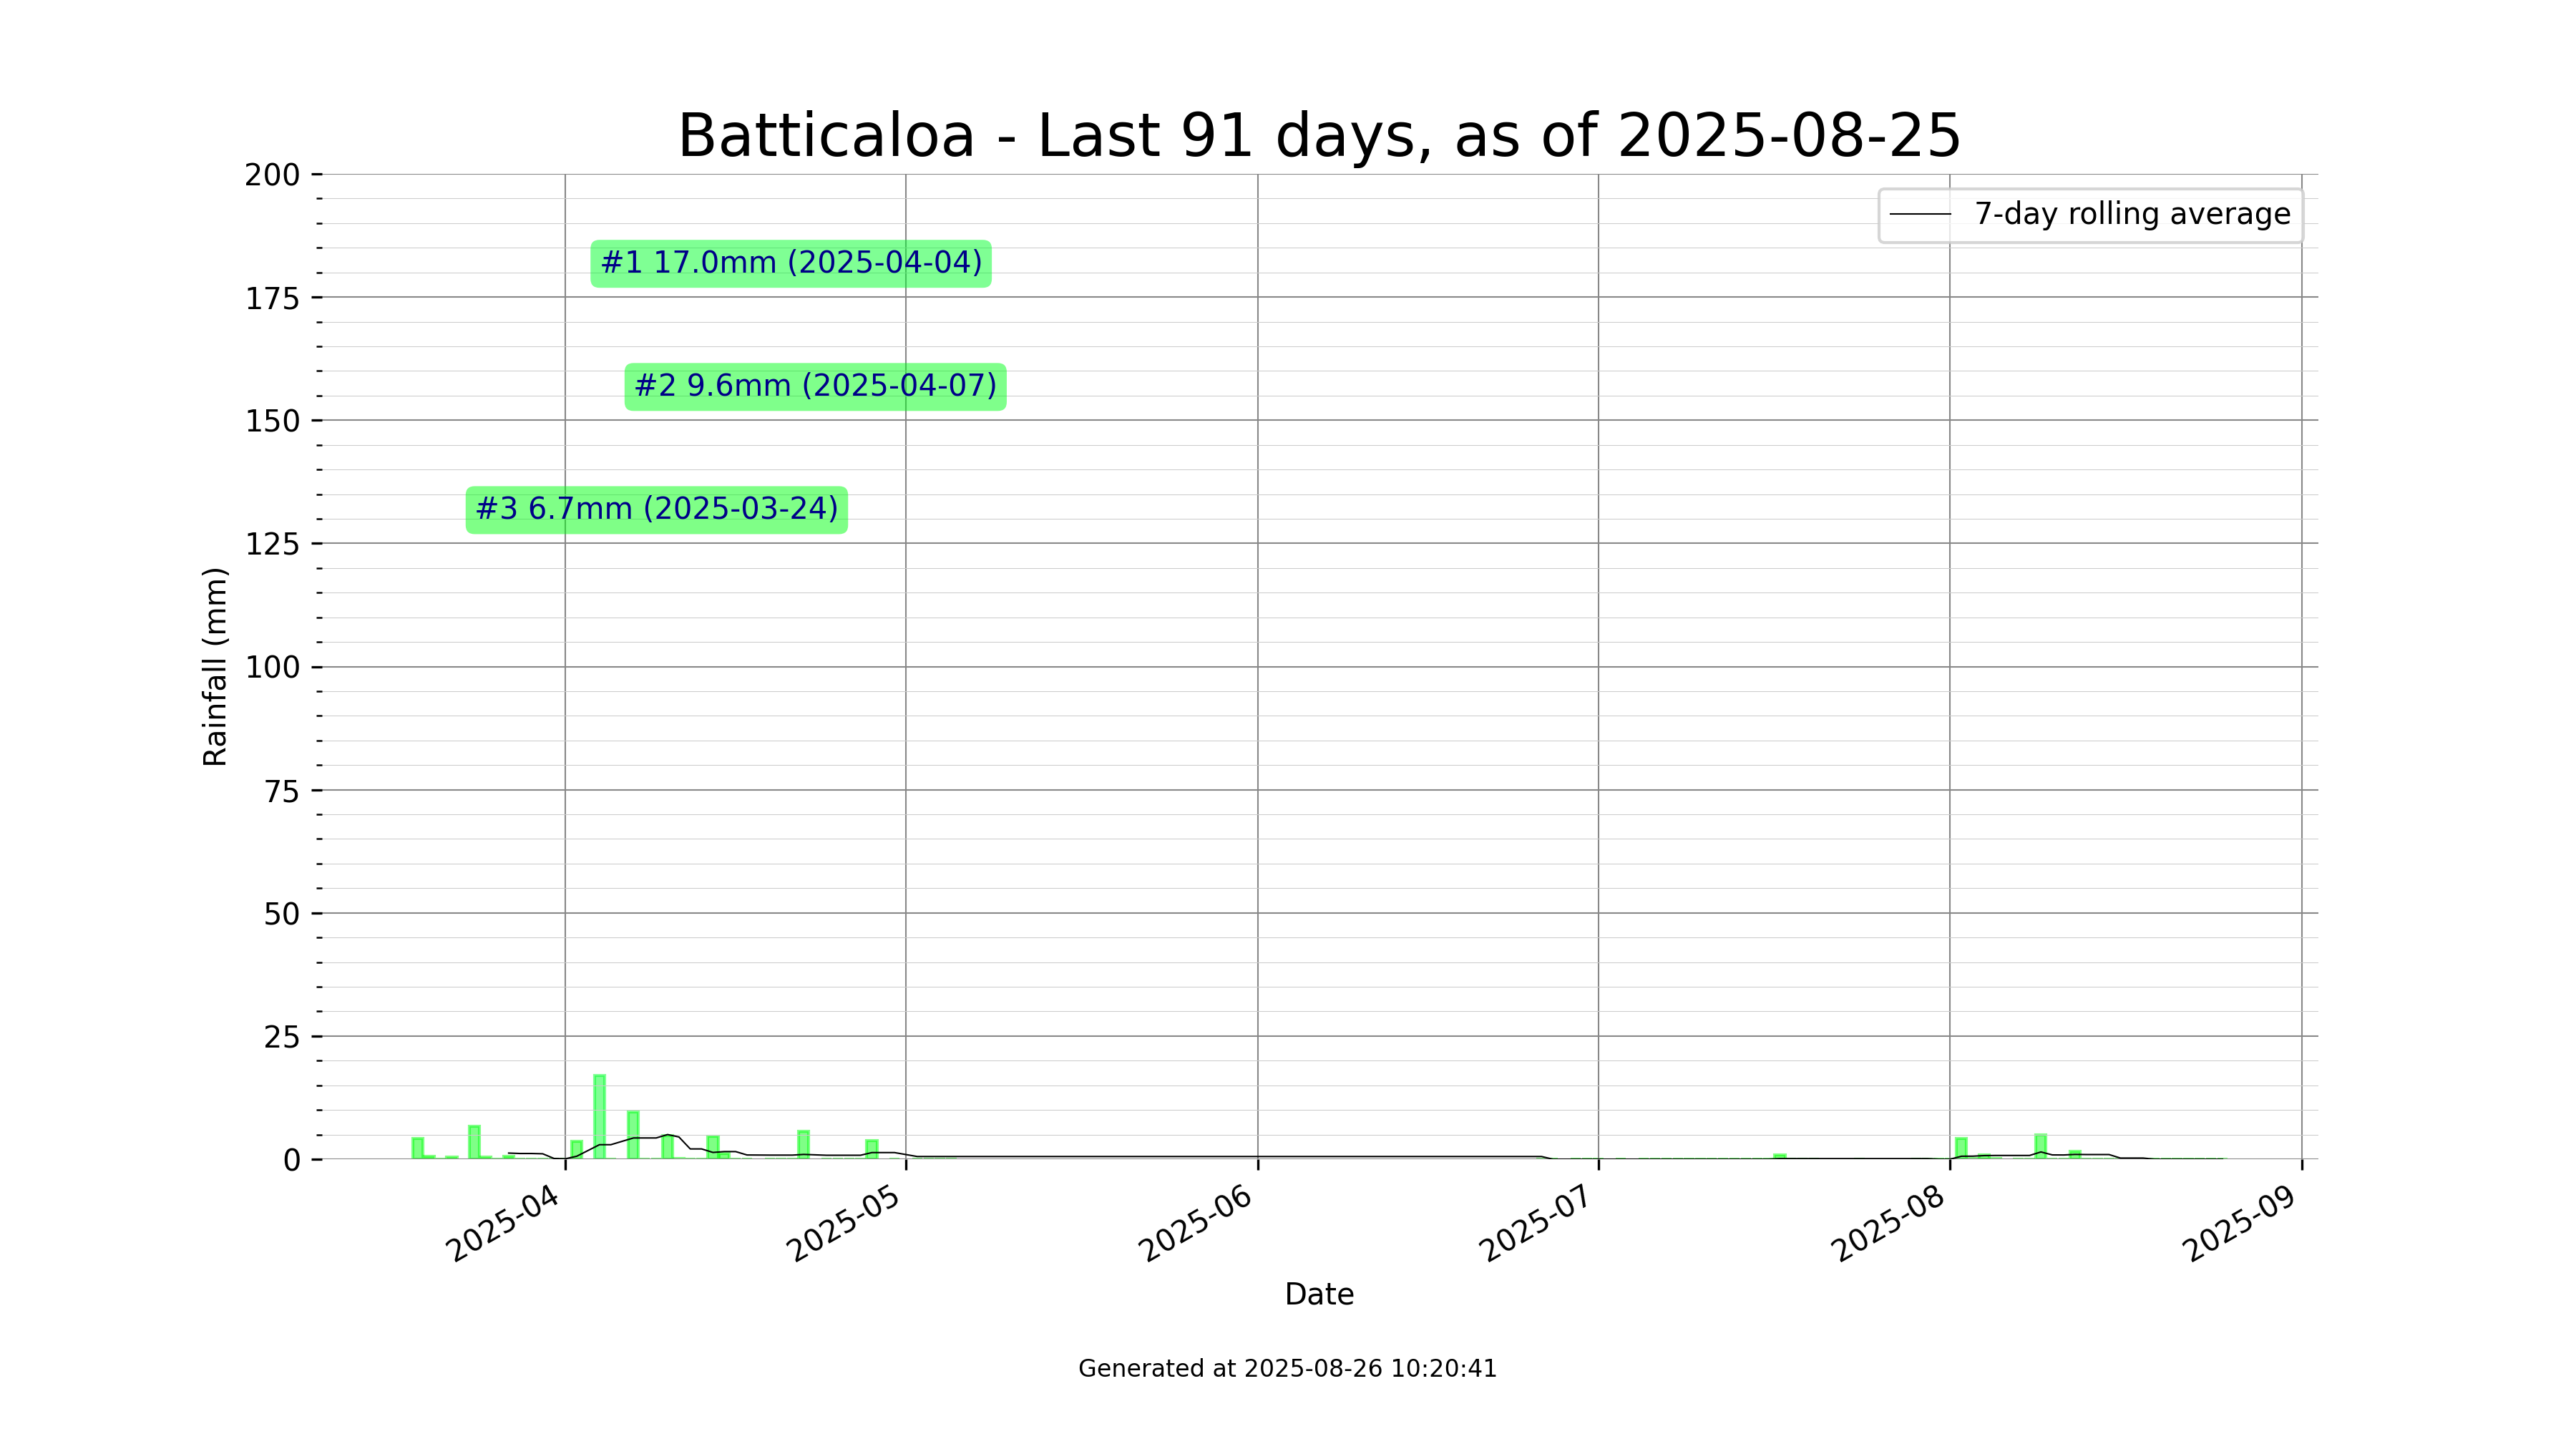 Batticaloa - Last 91 days, as of 2025-08-25
200
175
150
125
100
75
50
25
0
Rainfall (mm)
7-day rolling average
#1 17.0mm (2025-04-04)
#2 9.6mm (2025-04-07)
#3 6.7mm (2025-03-24)
2025-04
2025-05
2025-06
2025-07
2025-08
2025-09
Date
Generated at 2025-08-26 10:20:41